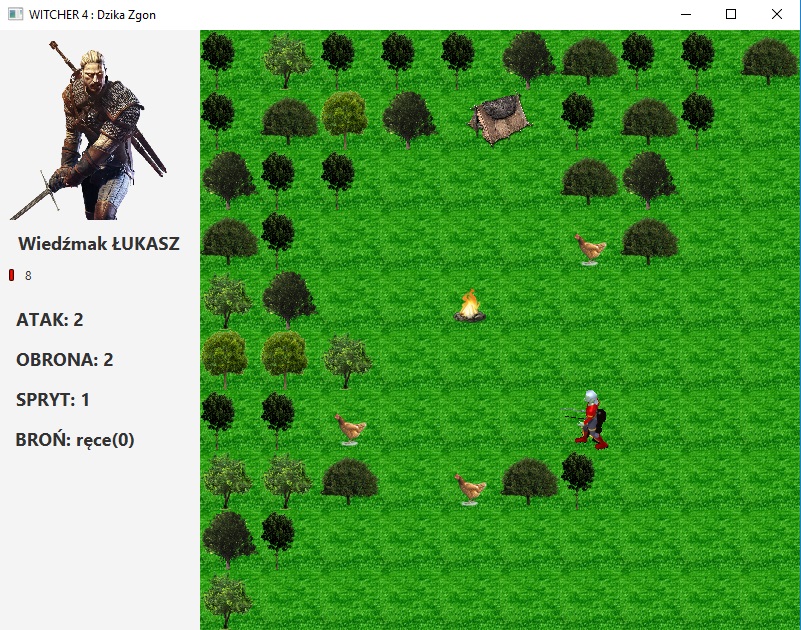 WITCHER 4 : Dzika Zgon
Wiedźmak ŁUKASZ
8
ATAK: 2
OBRONA: 2
SPRYT: 1
BROŃ: ręce(0)